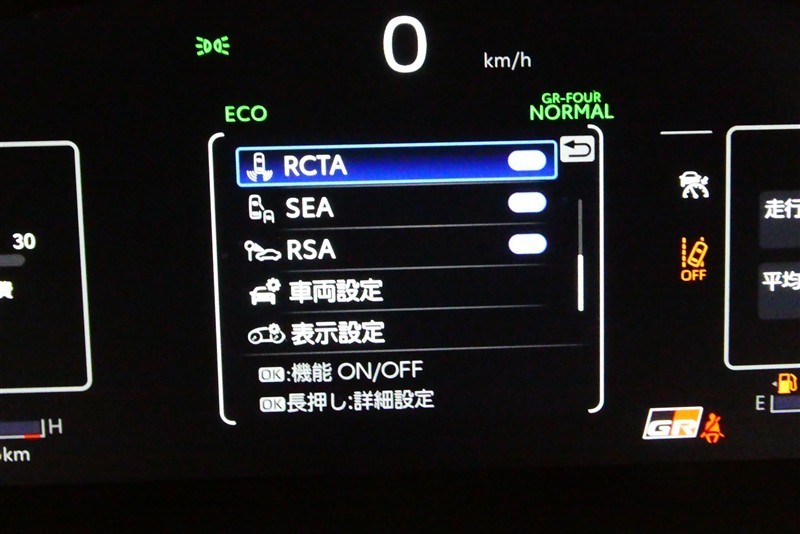 0 km/h
ECO
GR-FOUR
NORMAL
RCTA
SEA
RSA
車両設定
表示設定
OK:機能 ON/OFF
OK長押し:詳細設定
30
費
H
km
OFF
走行
平均
E
GR